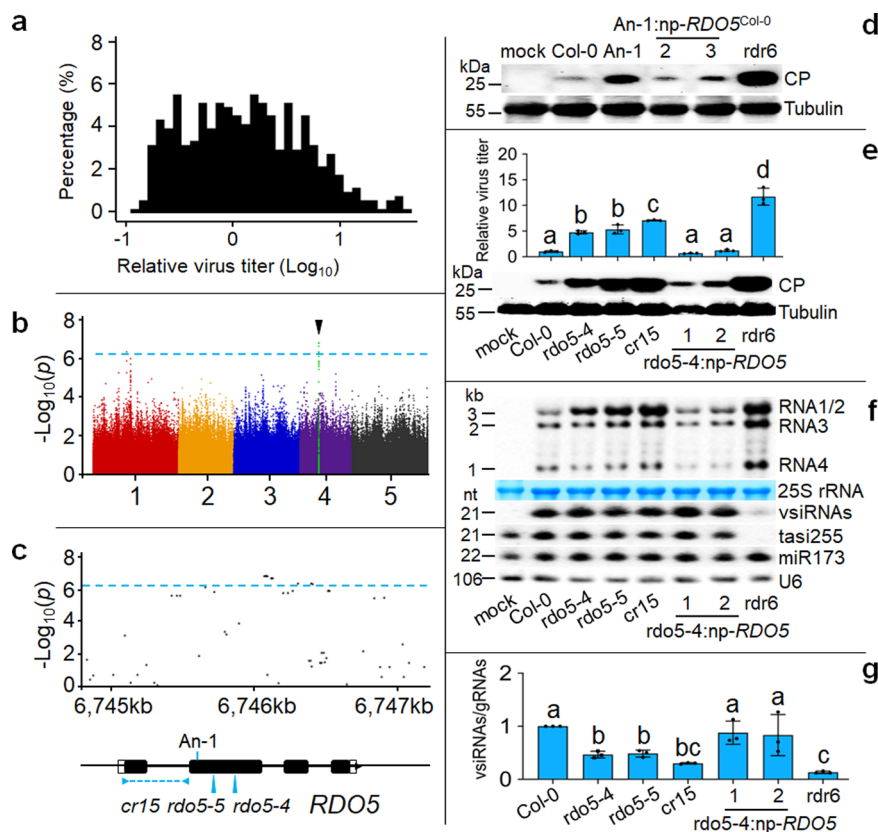 a
Percentage (%)
8
6
4
2
0
-1 0 1
Relative virus titer (Log10)
b
-Log10(p)
8
6
4
2
0
1 2 3 4 5
c
-Log10(p)
8
6
4
2
0
6,745kb 6,746kb 6,747kb
An-1
cr15 rdo5-5 rdo5-4 RDO5
d
An-1:np-RDO5Col-0
mock Col-0 An-1 2 3 rdr6
kDa
25 CP
55 Tubulin
e
Relative virus titer
20
15
10
5
0
a b b c a a d
kDa
25 CP
55 Tubulin
mock Col-0 rdo5-4 rdo5-5 cr15 1 2 rdr6
rdo5-4:np-RDO5
f
kb
3 RNA1/2
2 RNA3
1 RNA4
nt 25S rRNA
21 vsiRNAs
21 tasi255
22 miR173
106 U6
mock Col-0 rdo5-4 rdo5-5 cr15 1 2 rdr6
rdo5-4:np-RDO5
g
vsiRNAs/gRNAs
2
1
0
a b b bc a a c
Col-0 rdo5-4 rdo5-5 cr15 1 2 rdr6
rdo5-4:np-RDO5